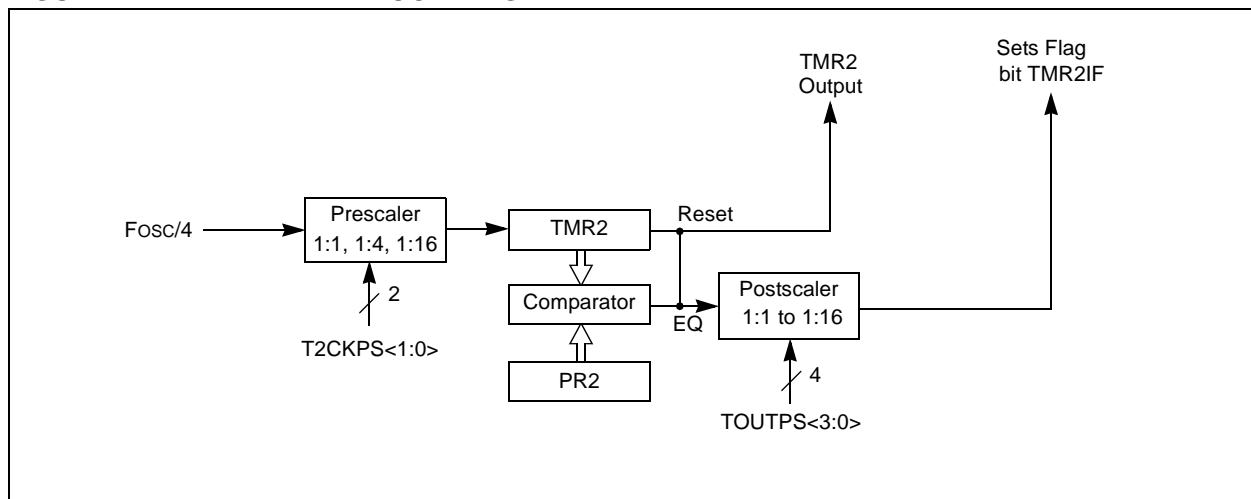 TMR2
Output
Sets Flag
bit TMR2IF
FOSC/4
Prescaler
1:1, 1:4, 1:16
2
T2CKPS<1:0>
TMR2
Reset
Comparator
EQ
PR2
Postscaler
1:1 to 1:16
4
TOUTPS<3:0>